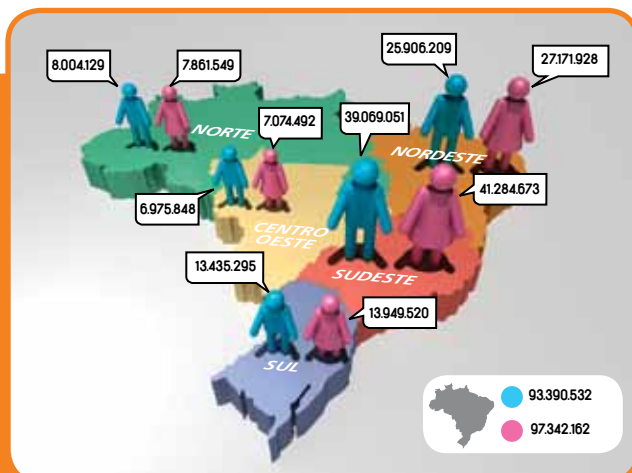 8.004.129
7.861.549
NORTE
25.906.209
27.171.928
NORDESTE
7.074.492
6.975.848
CENTRO
OESTE
39.069.051
41.284.673
SUDESTE
13.435.295
13.949.520
SUL
93.390.532
97.342.162